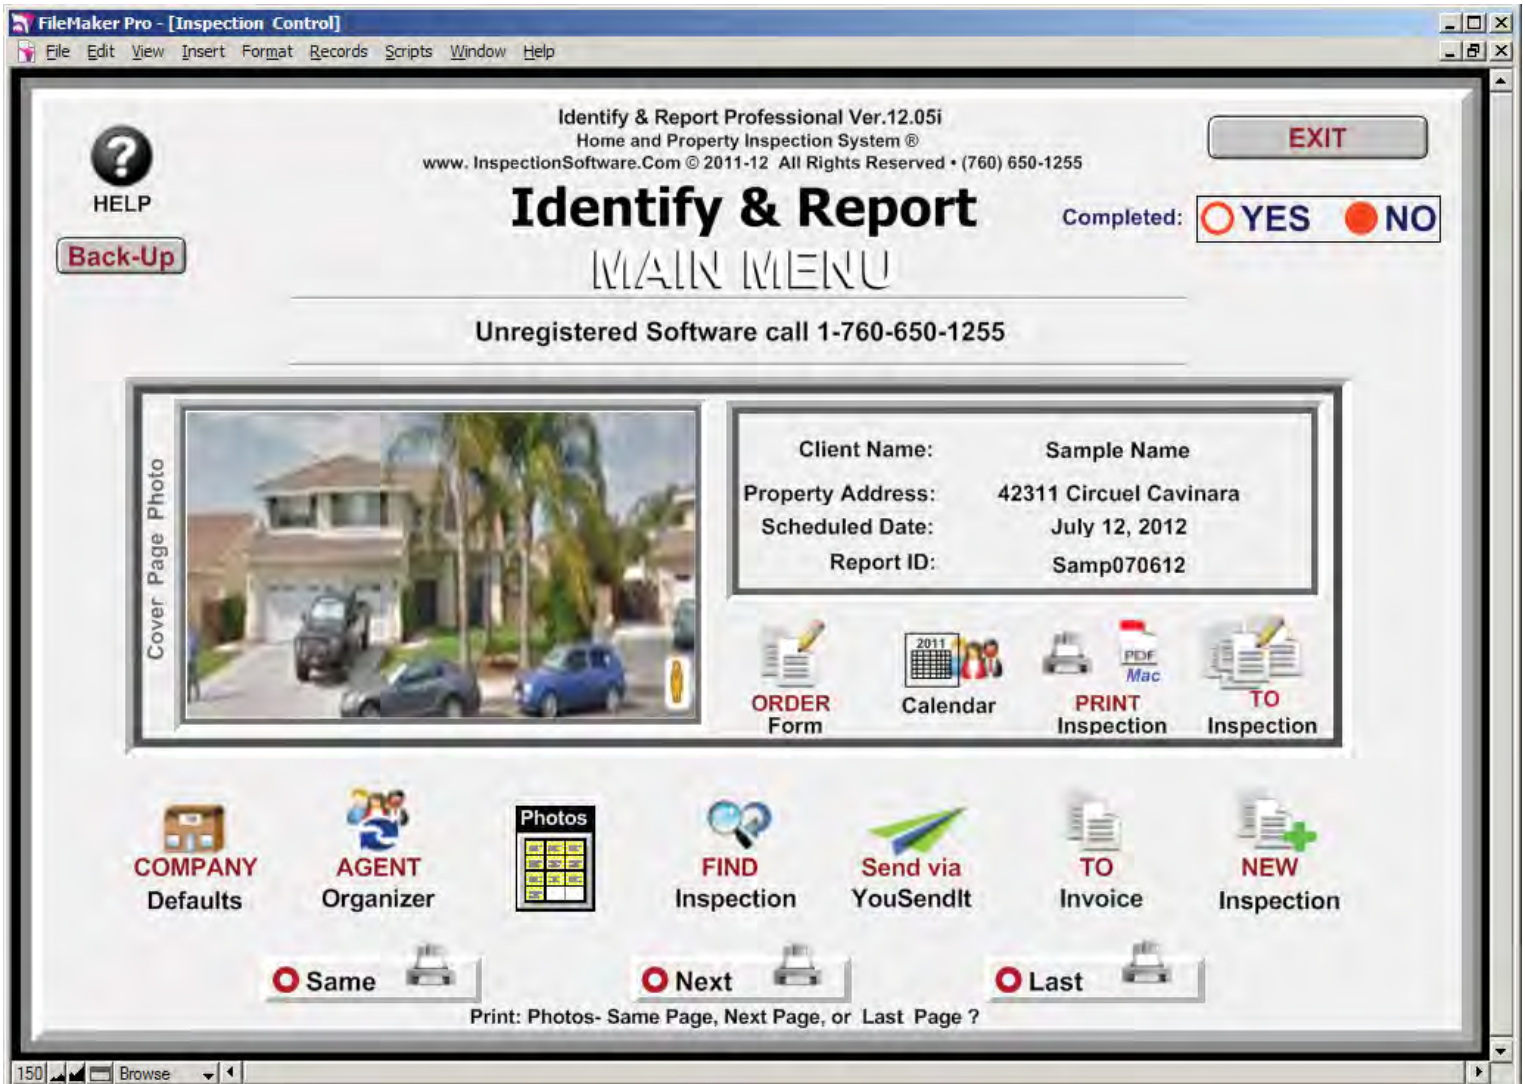 FileMaker Pro - [Inspection Control]
File Edit View Insert Format Records Scripts Window Help
Identify & Report Professional Ver.12.05i
Home and Property Inspection System ®
www. InspectionSoftware.Com © 2011-12 All Rights Reserved • (760) 650-1255
EXIT
HELP
Identify & Report
Completed: YES NO
Back-Up
MAIN MENU
Unregistered Software call 1-760-650-1255
Cover Page Photo
Client Name: Sample Name
Property Address: 42311 Circuel Cavinara
Scheduled Date: July 12, 2012
Report ID: Samp070612
2011
PDF
Mac
ORDER
Form
Calendar
PRINT
Inspection
TO
Inspection
COMPANY
Defaults
AGENT
Organizer
Photos
FIND
Inspection
Send via
YouSendIt
TO
Invoice
NEW
Inspection
Same
Next
Last
Print: Photos- Same Page, Next Page, or Last Page ?
150 Browse